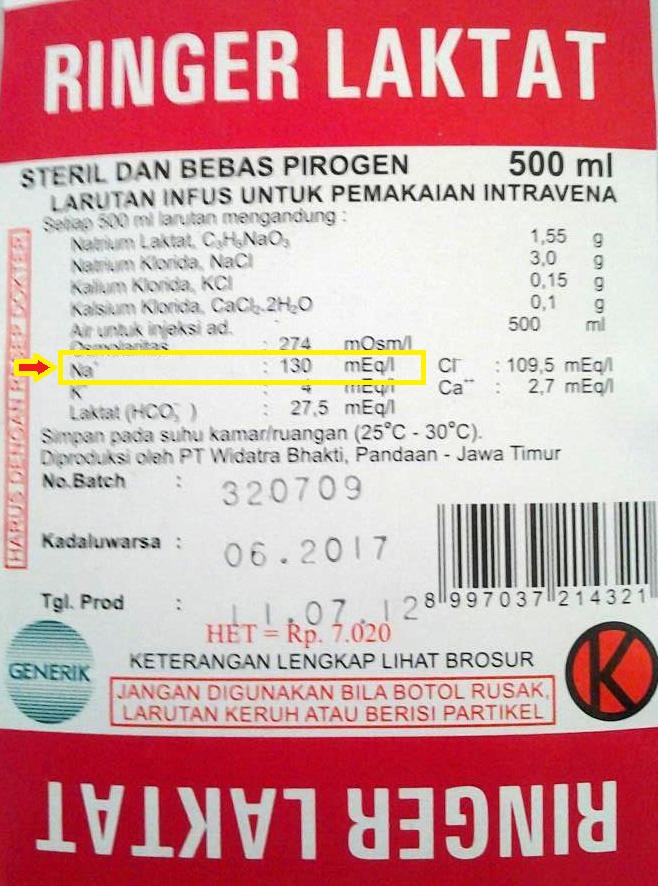 RINGER LAKTAT
STERIL DAN BEBAS PIROGEN 500 ml
LARUTAN INFUS UNTUK PEMAKAIAN INTRAVENA
Setiap 500 ml larutan mengandung :
Natrium Laktat, C₃H₅NaO₃ 1,55 g
Natrium Klorida, NaCl 3,0 g
Kalium Klorida, KCl 0,15 g
Kalsium Klorida, CaCl₂.2H₂O 0,1 g
Air untuk injeksi ad. 500 ml
Osmolaritas : 274 mOsm/l
Na⁺ : 130 mEq/l Cl⁻ : 109,5 mEq/l
K⁺ : 4 mEq/l Ca⁺⁺ : 2,7 mEq/l
Laktat (HCO₃⁻) : 27,5 mEq/l
Simpan pada suhu kamar/ruangan (25°C - 30°C).
Diproduksi oleh PT Widatra Bhakti, Pandaan - Jawa Timur
No.Batch : 320709
Kadaluwarsa : 06.2017
Tgl. Prod : 11.07.12
8 997037 214321
HET = Rp. 7.020
KETERANGAN LENGKAP LIHAT BROSUR
GENERIK
K
JANGAN DIGUNAKAN BILA BOTOL RUSAK,
LARUTAN KERUH ATAU BERISI PARTIKEL
HARUS DENGAN RESEP DOKTER
RINGER LAKTAT